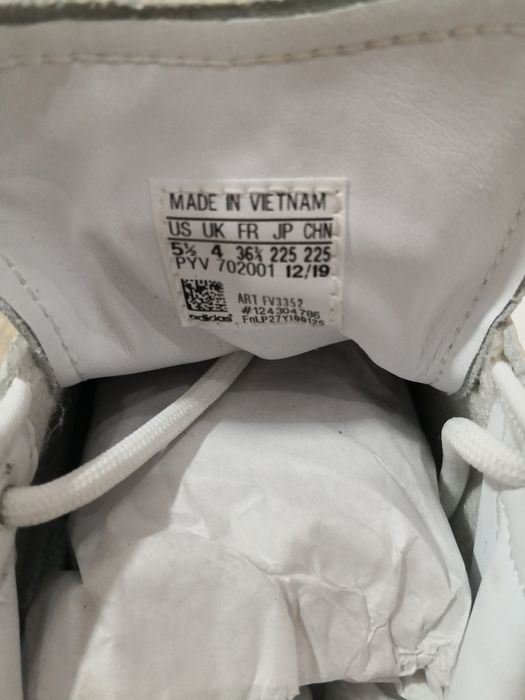 MADE IN VIETNAM
US UK FR JP CHN
5½ 4 36⅔ 225 225
PYV 702001 12/19
ART FV3352
#124304786
adidas FnLP27Y100125